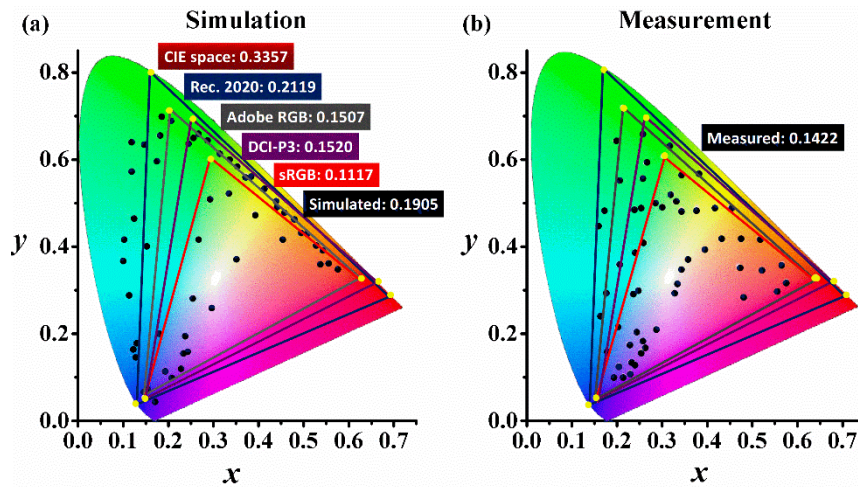 (a) Simulation
CIE space: 0.3357
Rec. 2020: 0.2119
Adobe RGB: 0.1507
DCI-P3: 0.1520
sRGB: 0.1117
Simulated: 0.1905
y
0.8
0.6
0.4
0.2
0.0
0.0 0.1 0.2 0.3 0.4 0.5 0.6 0.7
x
(b) Measurement
Measured: 0.1422
y
0.8
0.6
0.4
0.2
0.0
0.0 0.1 0.2 0.3 0.4 0.5 0.6 0.7
x